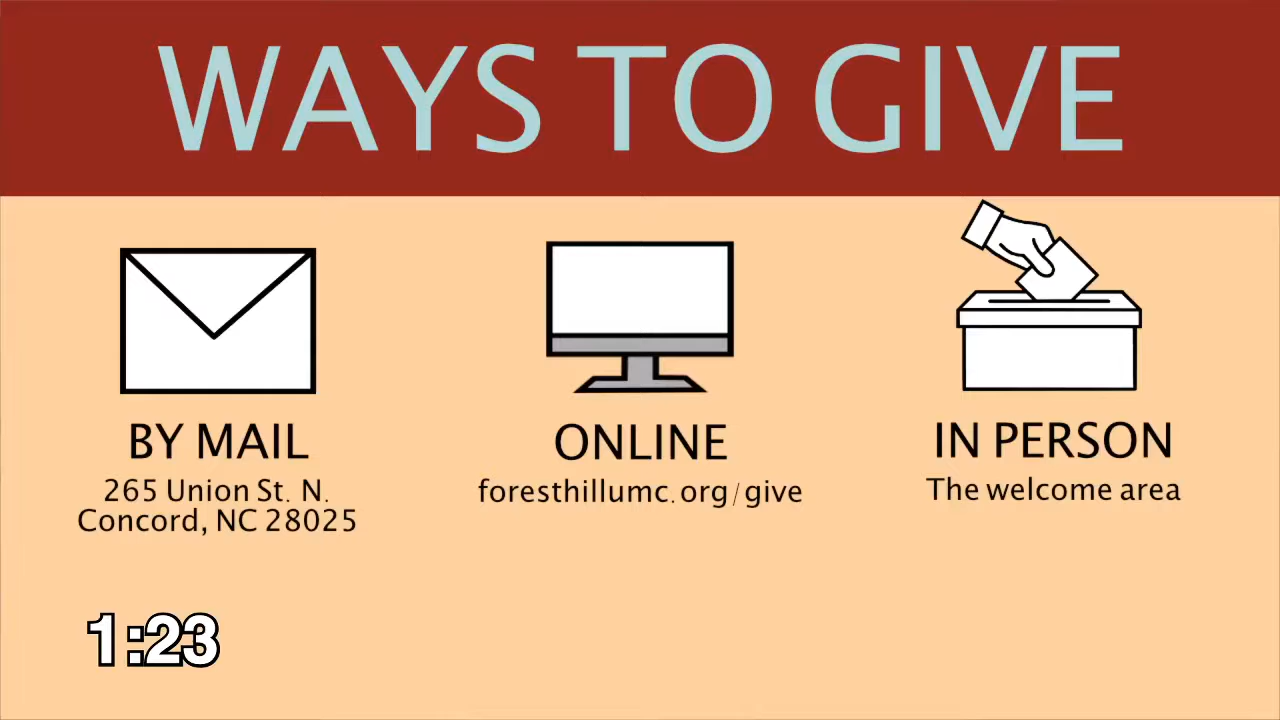 WAYS TO GIVE
BY MAIL
265 Union St. N.
Concord, NC 28025
ONLINE
foresthillumc.org/give
IN PERSON
The welcome area
1:23